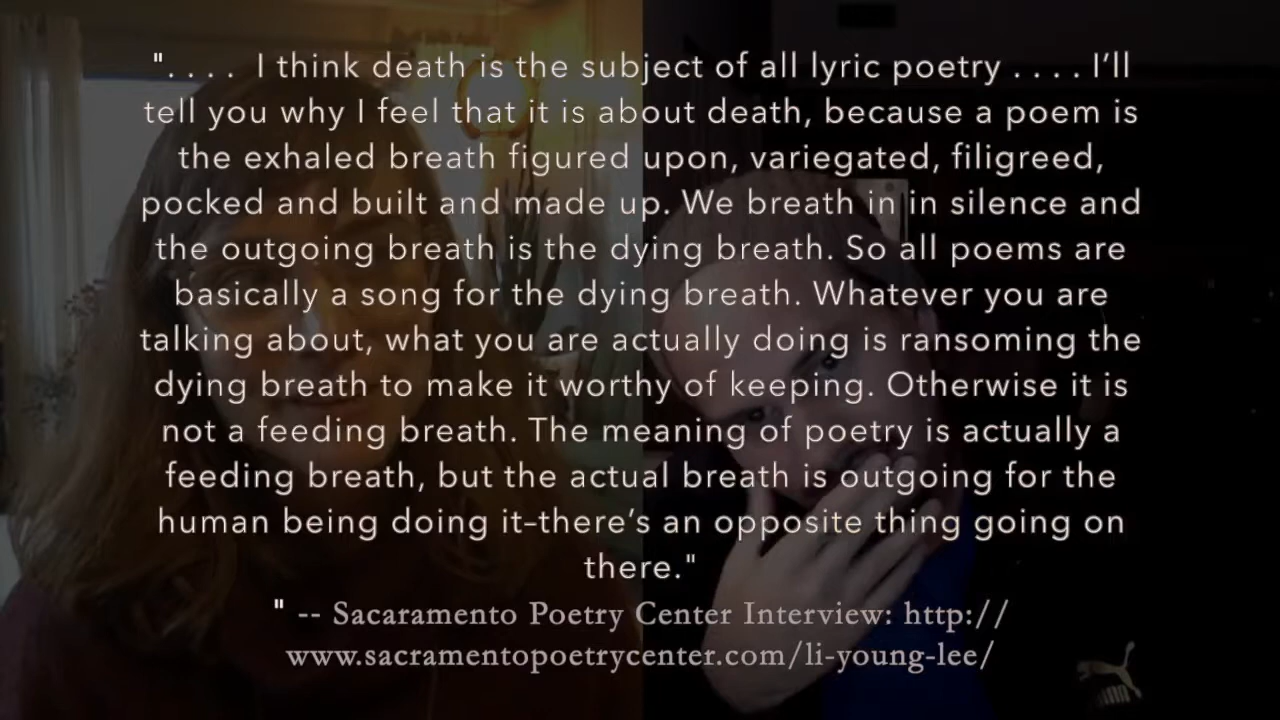 ". . . .  I think death is the subject of all lyric poetry . . . . I’ll
tell you why I feel that it is about death, because a poem is
the exhaled breath figured upon, variegated, filigreed,
pocked and built and made up. We breath in in silence and
the outgoing breath is the dying breath. So all poems are
basically a song for the dying breath. Whatever you are
talking about, what you are actually doing is ransoming the
dying breath to make it worthy of keeping. Otherwise it is
not a feeding breath. The meaning of poetry is actually a
feeding breath, but the actual breath is outgoing for the
human being doing it–there’s an opposite thing going on
there."
" -- Sacaramento Poetry Center Interview: http://
www.sacramentopoetrycenter.com/li-young-lee/